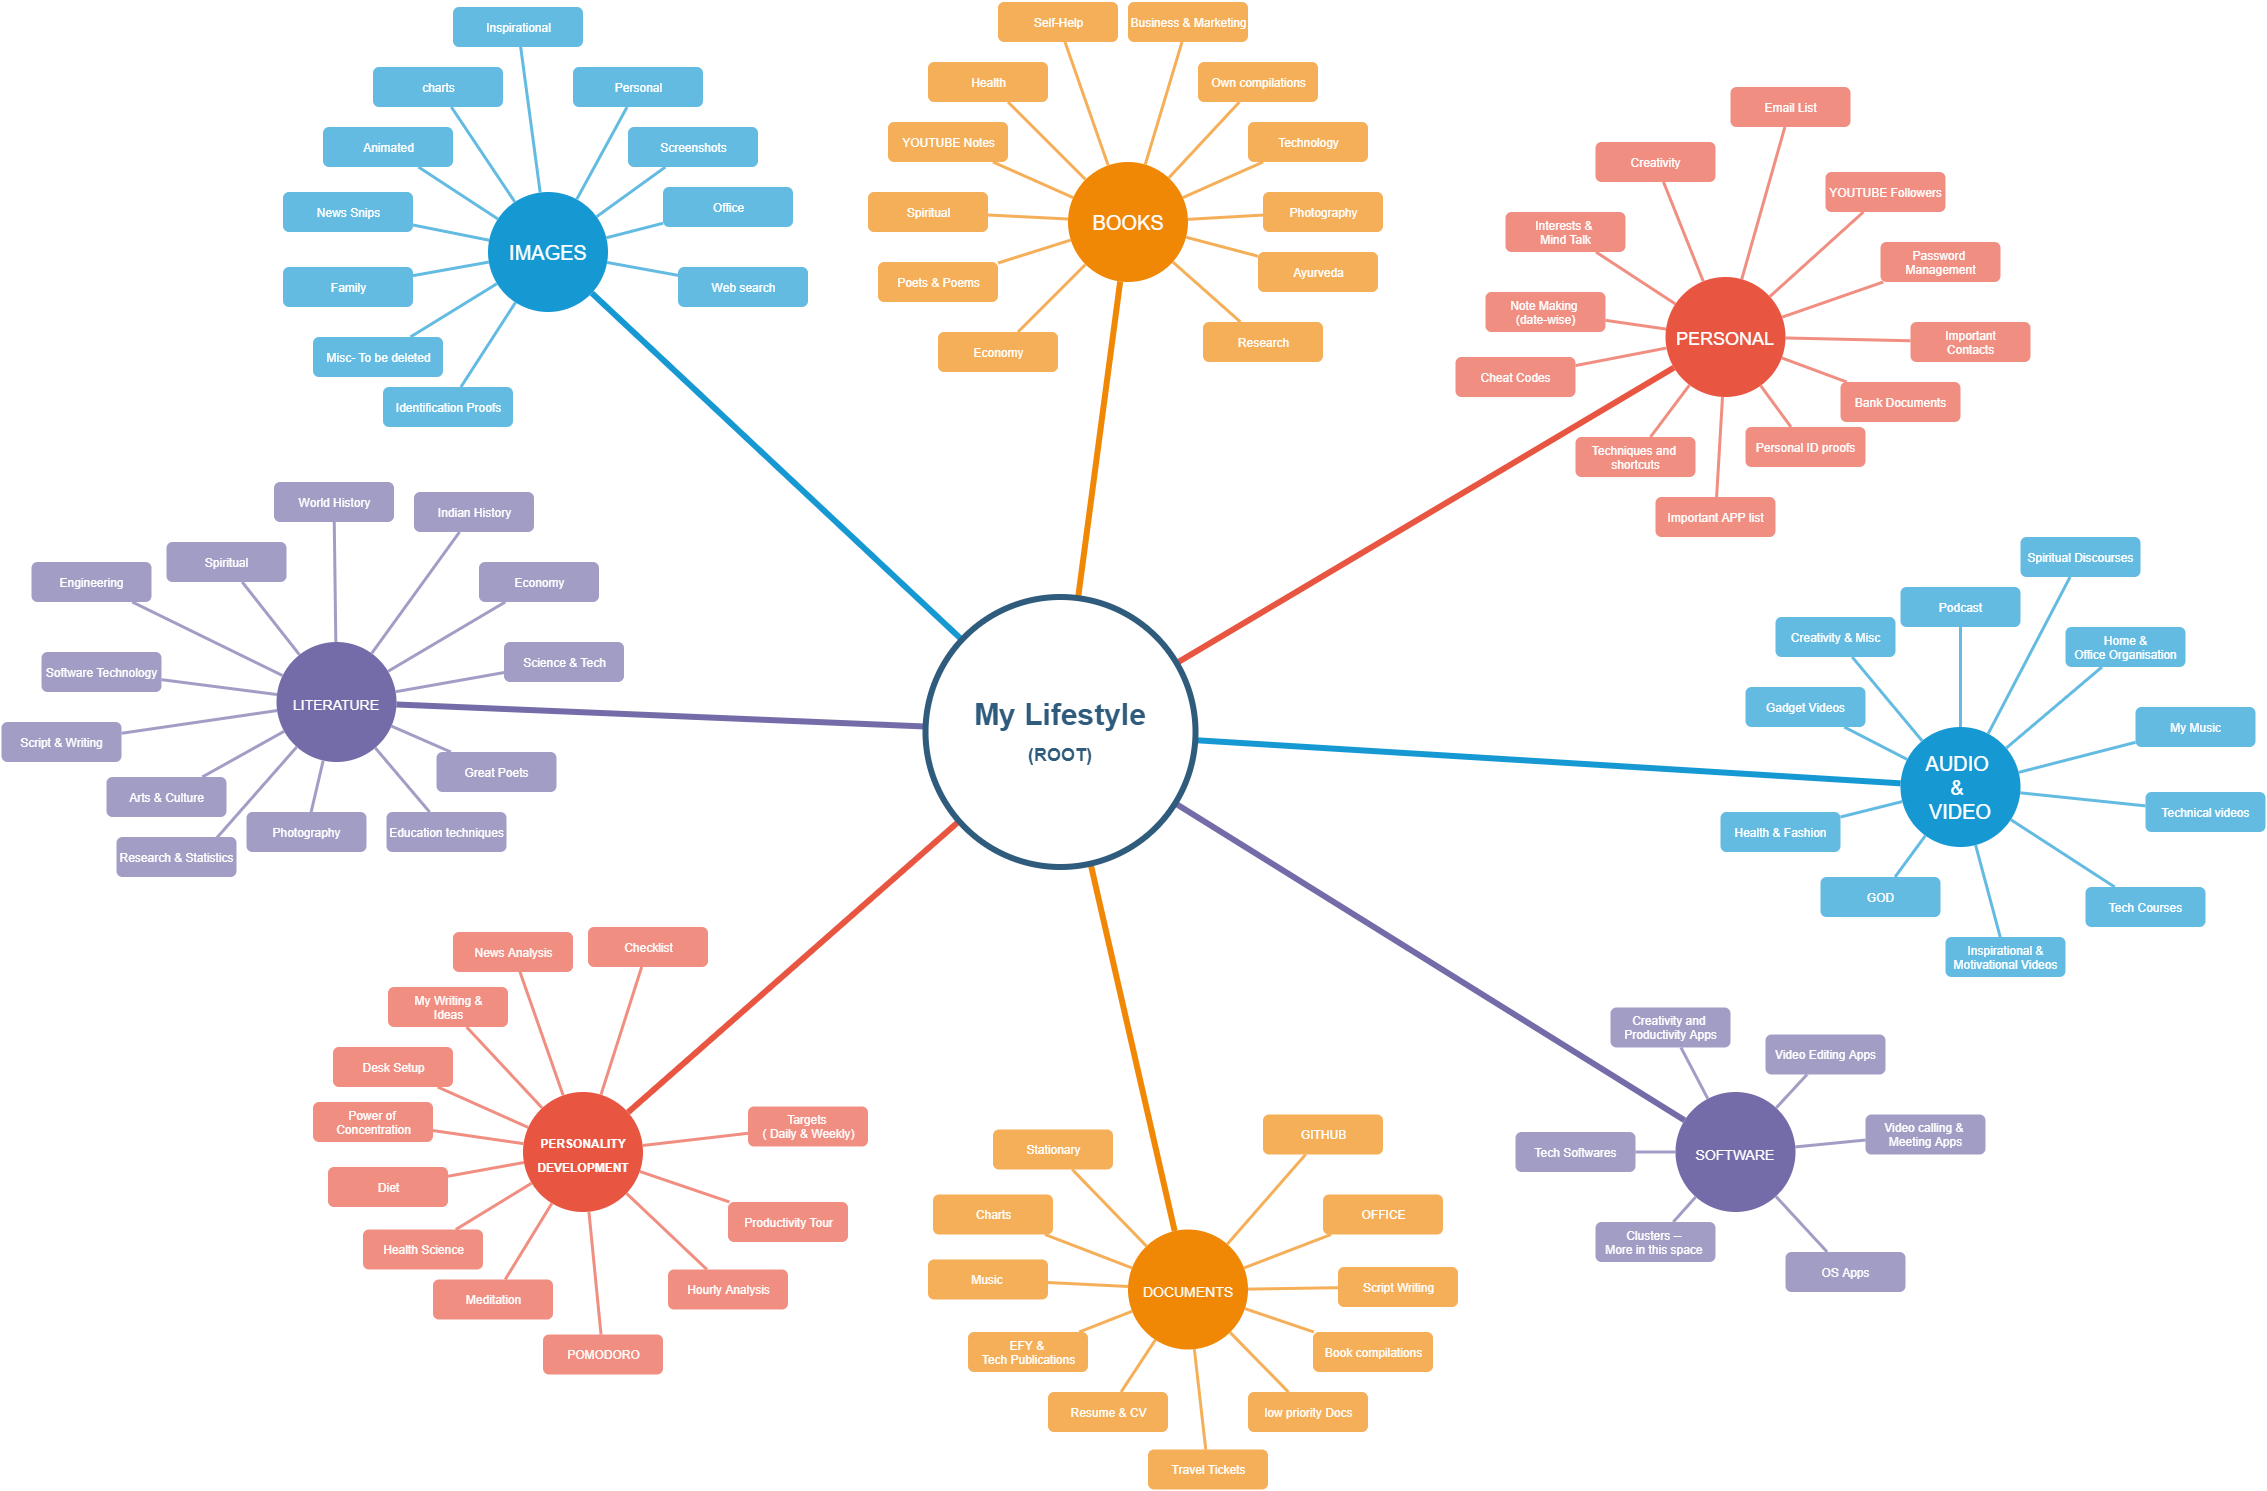 Inspirational
charts
Personal
Animated
Screenshots
News Snips
Office
IMAGES
Family
Web search
Misc- To be deleted
Identification Proofs
Self-Help
Business & Marketing
Health
Own compilations
YOUTUBE Notes
Technology
Spiritual
Photography
BOOKS
Poets & Poems
Ayurveda
Economy
Research
Email List
Creativity
YOUTUBE Followers
Interests &
Mind Talk
Password
Management
Note Making
(date-wise)
PERSONAL
Important
Contacts
Cheat Codes
Bank Documents
Techniques and
shortcuts
Personal ID proofs
Important APP list
World History
Indian History
Spiritual
Engineering
Economy
Software Technology
Science & Tech
LITERATURE
Script & Writing
Great Poets
Arts & Culture
Photography
Education techniques
Research & Statistics
My Lifestyle
(ROOT)
Spiritual Discourses
Podcast
Creativity & Misc
Home &
Office Organisation
Gadget Videos
My Music
AUDIO
&
VIDEO
Health & Fashion
Technical videos
GOD
Tech Courses
Inspirational &
Motivational Videos
News Analysis
Checklist
My Writing &
Ideas
Desk Setup
Power of
Concentration
Targets
( Daily & Weekly)
PERSONALITY
DEVELOPMENT
Diet
Productivity Tour
Health Science
Meditation
Hourly Analysis
POMODORO
Stationary
GITHUB
Charts
OFFICE
Music
Script Writing
DOCUMENTS
EFY &
Tech Publications
Book compilations
Resume & CV
low priority Docs
Travel Tickets
Creativity and
Productivity Apps
Video Editing Apps
Tech Softwares
Video calling &
Meeting Apps
SOFTWARE
Clusters --
More in this space
OS Apps